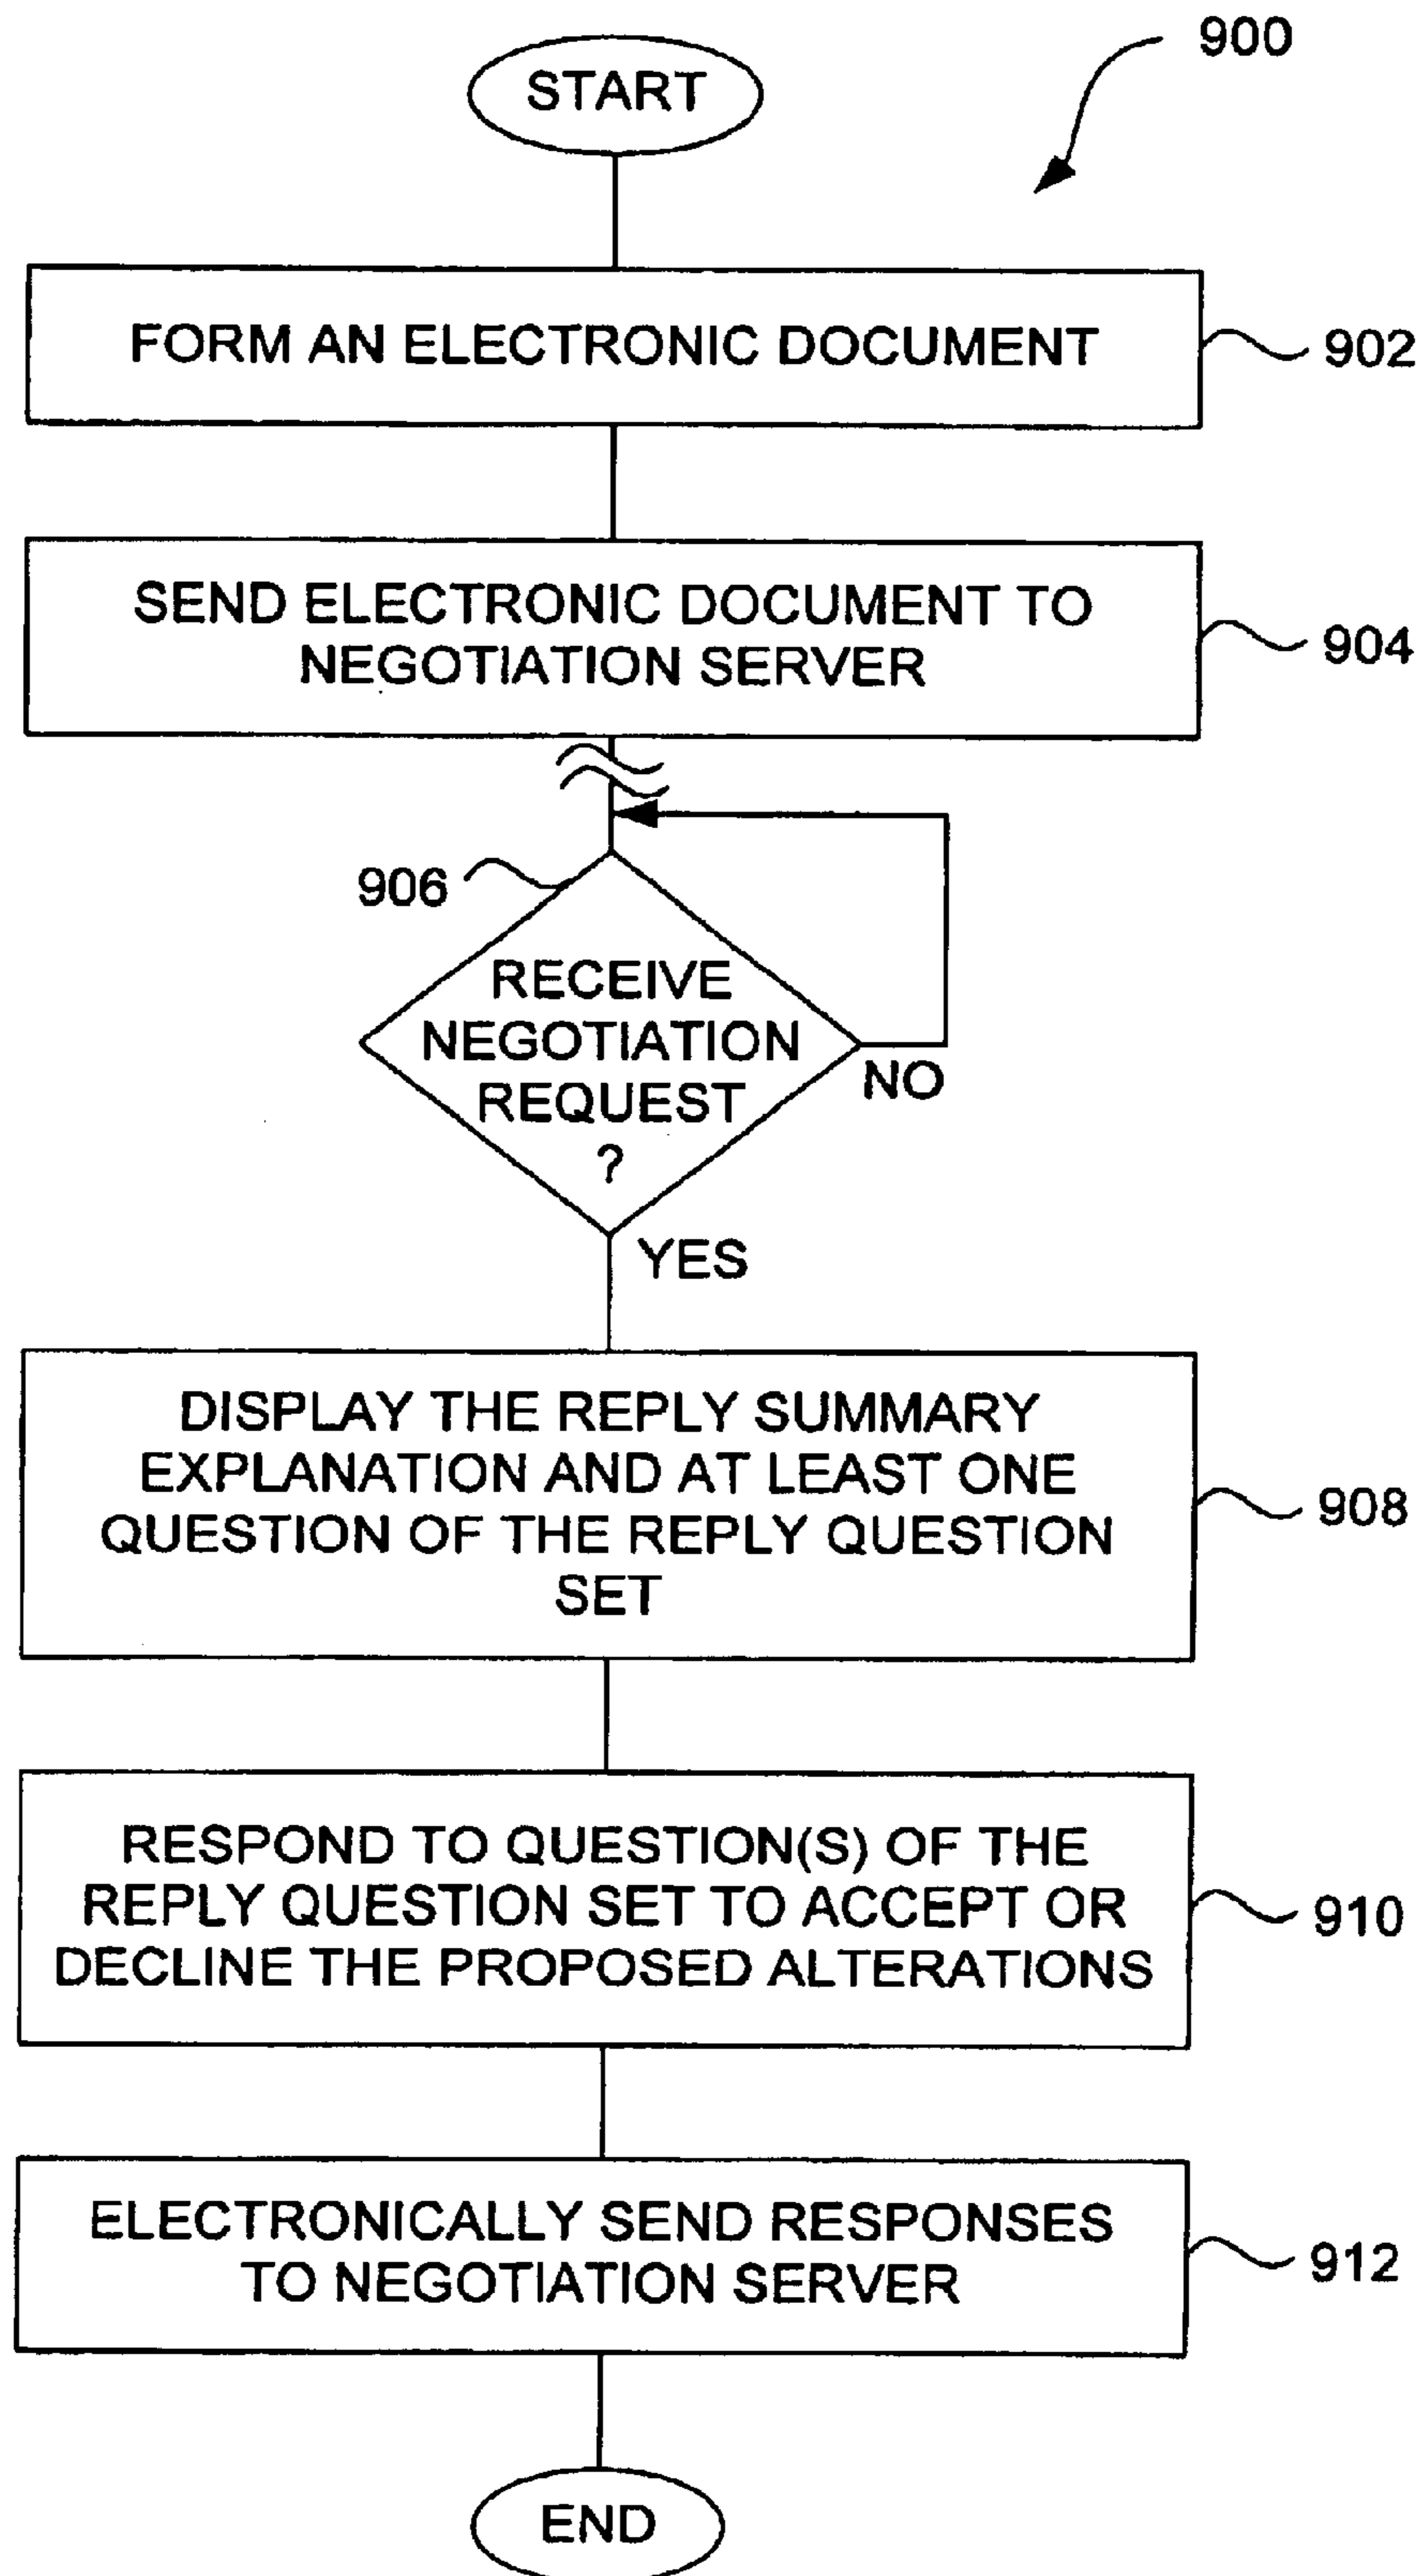 900
START
FORM AN ELECTRONIC DOCUMENT
902
SEND ELECTRONIC DOCUMENT TO
NEGOTIATION SERVER
904
906
RECEIVE
NEGOTIATION
REQUEST
?
NO
YES
DISPLAY THE REPLY SUMMARY
EXPLANATION AND AT LEAST ONE
QUESTION OF THE REPLY QUESTION
SET
908
RESPOND TO QUESTION(S) OF THE
REPLY QUESTION SET TO ACCEPT OR
DECLINE THE PROPOSED ALTERATIONS
910
ELECTRONICALLY SEND RESPONSES
TO NEGOTIATION SERVER
912
END